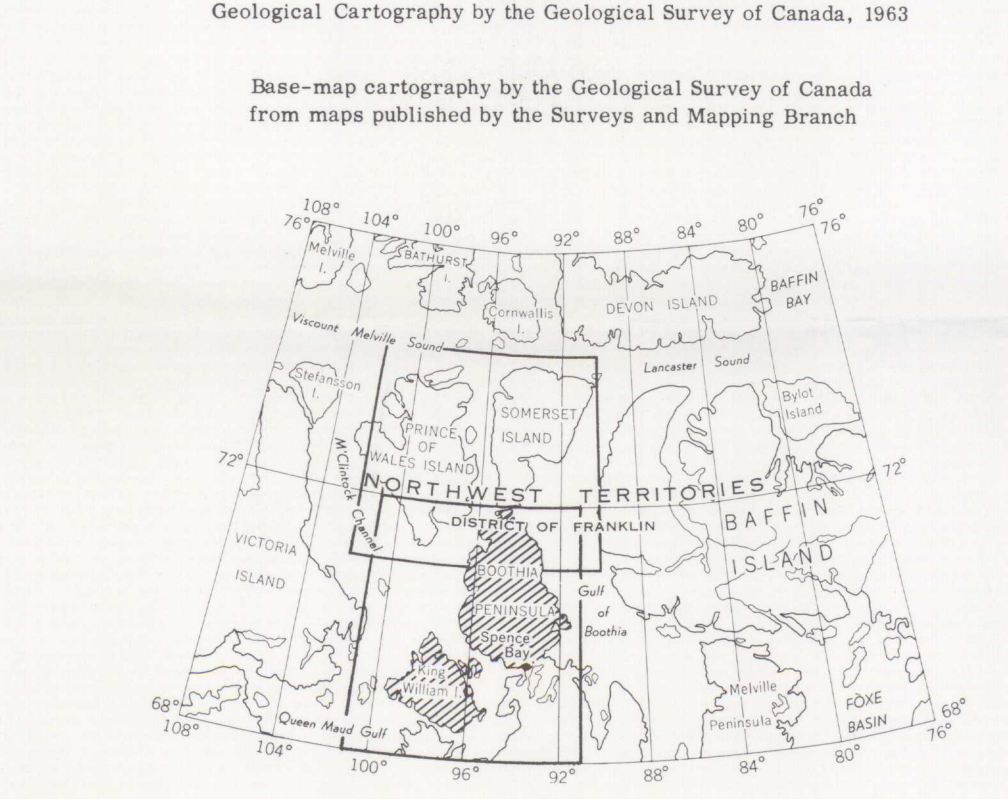 Geological Cartography by the Geological Survey of Canada, 1963
Base-map cartography by the Geological Survey of Canada
from maps published by the Surveys and Mapping Branch
108° 104° 100° 96° 92° 88° 84° 80° 76°
76° 76°
Melville
I.
BATHURST
I.
Cornwallis
I.
DEVON ISLAND
BAFFIN
BAY
Viscount Melville Sound
Lancaster Sound
Stefansson
I.
Bylot
Island
PRINCE
OF
WALES ISLAND
SOMERSET
ISLAND
M'Clintock Channel
72° 72°
NORTHWEST TERRITORIES
DISTRICT OF FRANKLIN
BAFFIN
ISLAND
VICTORIA
ISLAND
BOOTHIA
PENINSULA
Spence
Bay
Gulf
of
Boothia
King
William I.
Melville
Peninsula
FOXE
BASIN
Queen Maud Gulf
68° 68°
108° 104° 100° 96° 92° 88° 84° 80° 76°